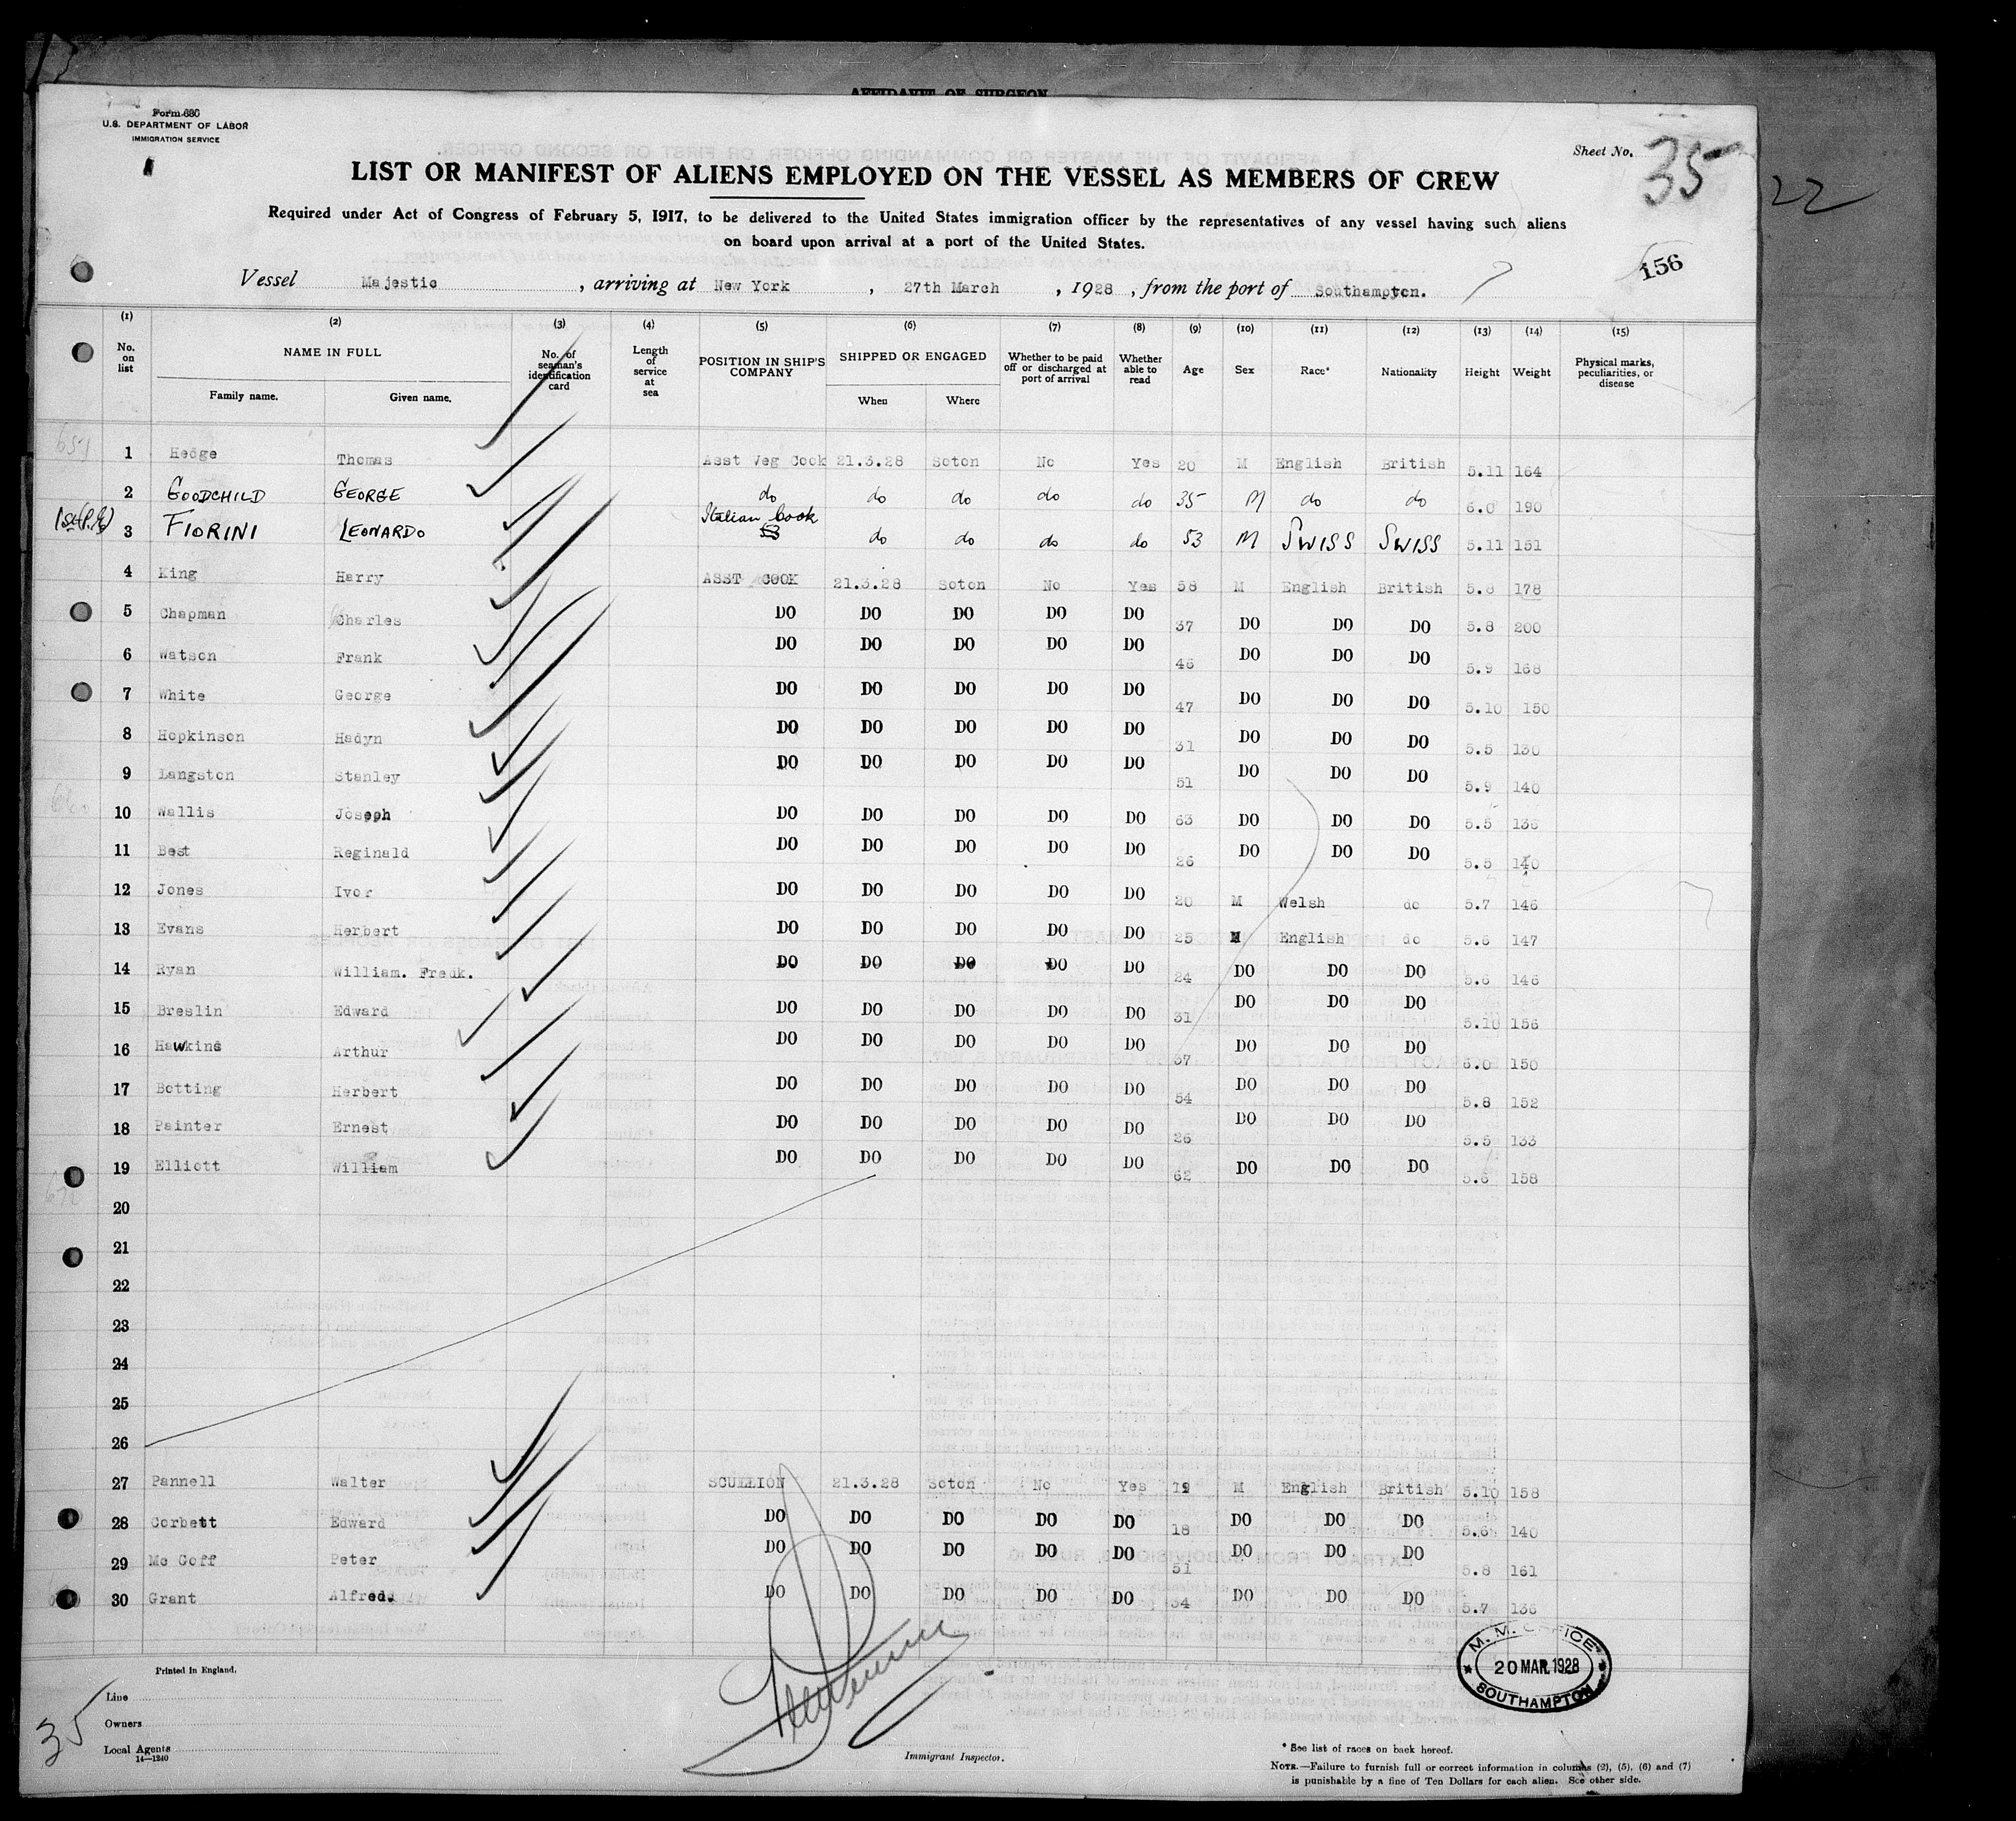 AFFIDAVIT OF SURGEON
Form 686
U.S. DEPARTMENT OF LABOR
IMMIGRATION SERVICE
Sheet No. 35
22
LIST OR MANIFEST OF ALIENS EMPLOYED ON THE VESSEL AS MEMBERS OF CREW
Required under Act of Congress of February 5, 1917, to be delivered to the United States immigration officer by the representatives of any vessel having such aliens
on board upon arrival at a port of the United States.
156
Vessel Majestic, arriving at New York, 27th March, 1928, from the port of Southampton.
(1) (2) (3) (4) (5) (6) (7) (8) (9) (10) (11) (12) (13) (14) (15)
No. on list NAME IN FULL No. of seaman's identification card Length of service at sea POSITION IN SHIP'S COMPANY SHIPPED OR ENGAGED Whether to be paid off or discharged at port of arrival Whether able to read Age Sex Race* Nationality Height Weight Physical marks, peculiarities, or disease
Family name. Given name. When Where
1 Hedge Thomas Asst Veg Cook 21.3.28 Soton No Yes 20 M English British 5.11 164
2 GOODCHILD GEORGE do do do do do 35 M do do 6.0 190
3 FIORINI LEONARDO Italian Cook do do do do 53 M SWISS SWISS 5.11 151
4 King Harry ASST COOK 21.3.28 Soton No Yes 58 M English British 5.8 178
5 Chapman Charles DO DO DO DO DO 37 DO DO DO 5.8 200
6 Watson Frank DO DO DO DO DO 46 DO DO DO 5.9 168
7 White George DO DO DO DO DO 47 DO DO DO 5.10 150
8 Hopkinson Hadyn DO DO DO DO DO 31 DO DO DO 5.5 130
9 Langston Stanley DO DO DO DO DO 51 DO DO DO 5.9 140
10 Wallis Joseph DO DO DO DO DO 63 DO DO DO 5.5 136
11 Best Reginald DO DO DO DO DO 26 DO DO DO 5.5 140
12 Jones Ivor DO DO DO DO DO 20 M Welsh do 5.7 146
13 Evans Herbert DO DO DO DO DO 25 M English do 5.6 147
14 Ryan William. Fredk. DO DO DO DO DO 24 DO DO DO 5.6 146
15 Breslin Edward DO DO DO DO DO 31 DO DO DO 5.10 156
16 Hawkins Arthur DO DO DO DO DO 37 DO DO DO 6.0 150
17 Botting Herbert DO DO DO DO DO 54 DO DO DO 5.8 152
18 Painter Ernest DO DO DO DO DO 26 DO DO DO 5.5 133
19 Elliott William DO DO DO DO DO 62 DO DO DO 5.6 158
20
21
22
23
24
25
26
27 Pannell Walter SCULLION 21.3.28 Soton No Yes 19 M English British 5.10 158
28 Corbett Edward DO DO DO DO DO 18 DO DO DO 5.6 140
29 Mc Goff Peter DO DO DO DO DO 51 DO DO DO 5.8 161
30 Grant Alfred. DO DO DO DO DO 34 DO DO DO 5.7 136
M. M. OFFICE
20 MAR. 1928
SOUTHAMPTON
Printed in England.
35
Line
Owners
Local Agents
14—1240
Immigrant Inspector.
* See list of races on back hereof.
NOTE.—Failure to furnish full or correct information in columns (2), (5), (6) and (7)
is punishable by a fine of Ten Dollars for each alien. See other side.